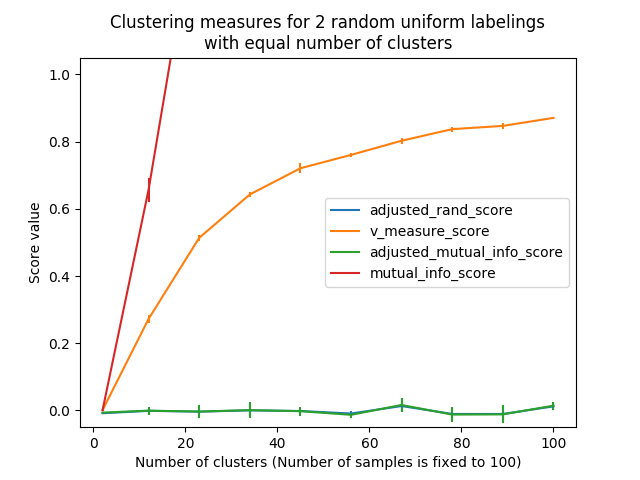 Clustering measures for 2 random uniform labelings
with equal number of clusters
Score value
1.0
0.8
0.6
0.4
0.2
0.0
adjusted_rand_score
v_measure_score
adjusted_mutual_info_score
mutual_info_score
0 20 40 60 80 100
Number of clusters (Number of samples is fixed to 100)